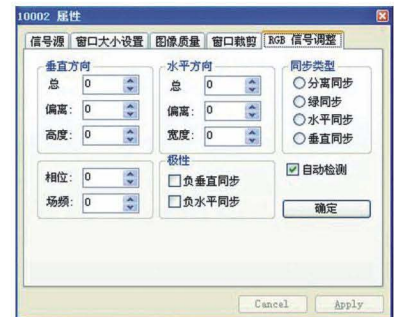 10002 属性
信号源 窗口大小设置 图像质量 窗口裁剪 RGB 信号调整
垂直方向
总 0
偏离: 0
高度: 0
水平方向
总 0
偏离: 0
宽度: 0
同步类型
分离同步
绿同步
水平同步
垂直同步
相位: 0
场频: 0
极性
负垂直同步
负水平同步
自动检测
确定
Cancel Apply